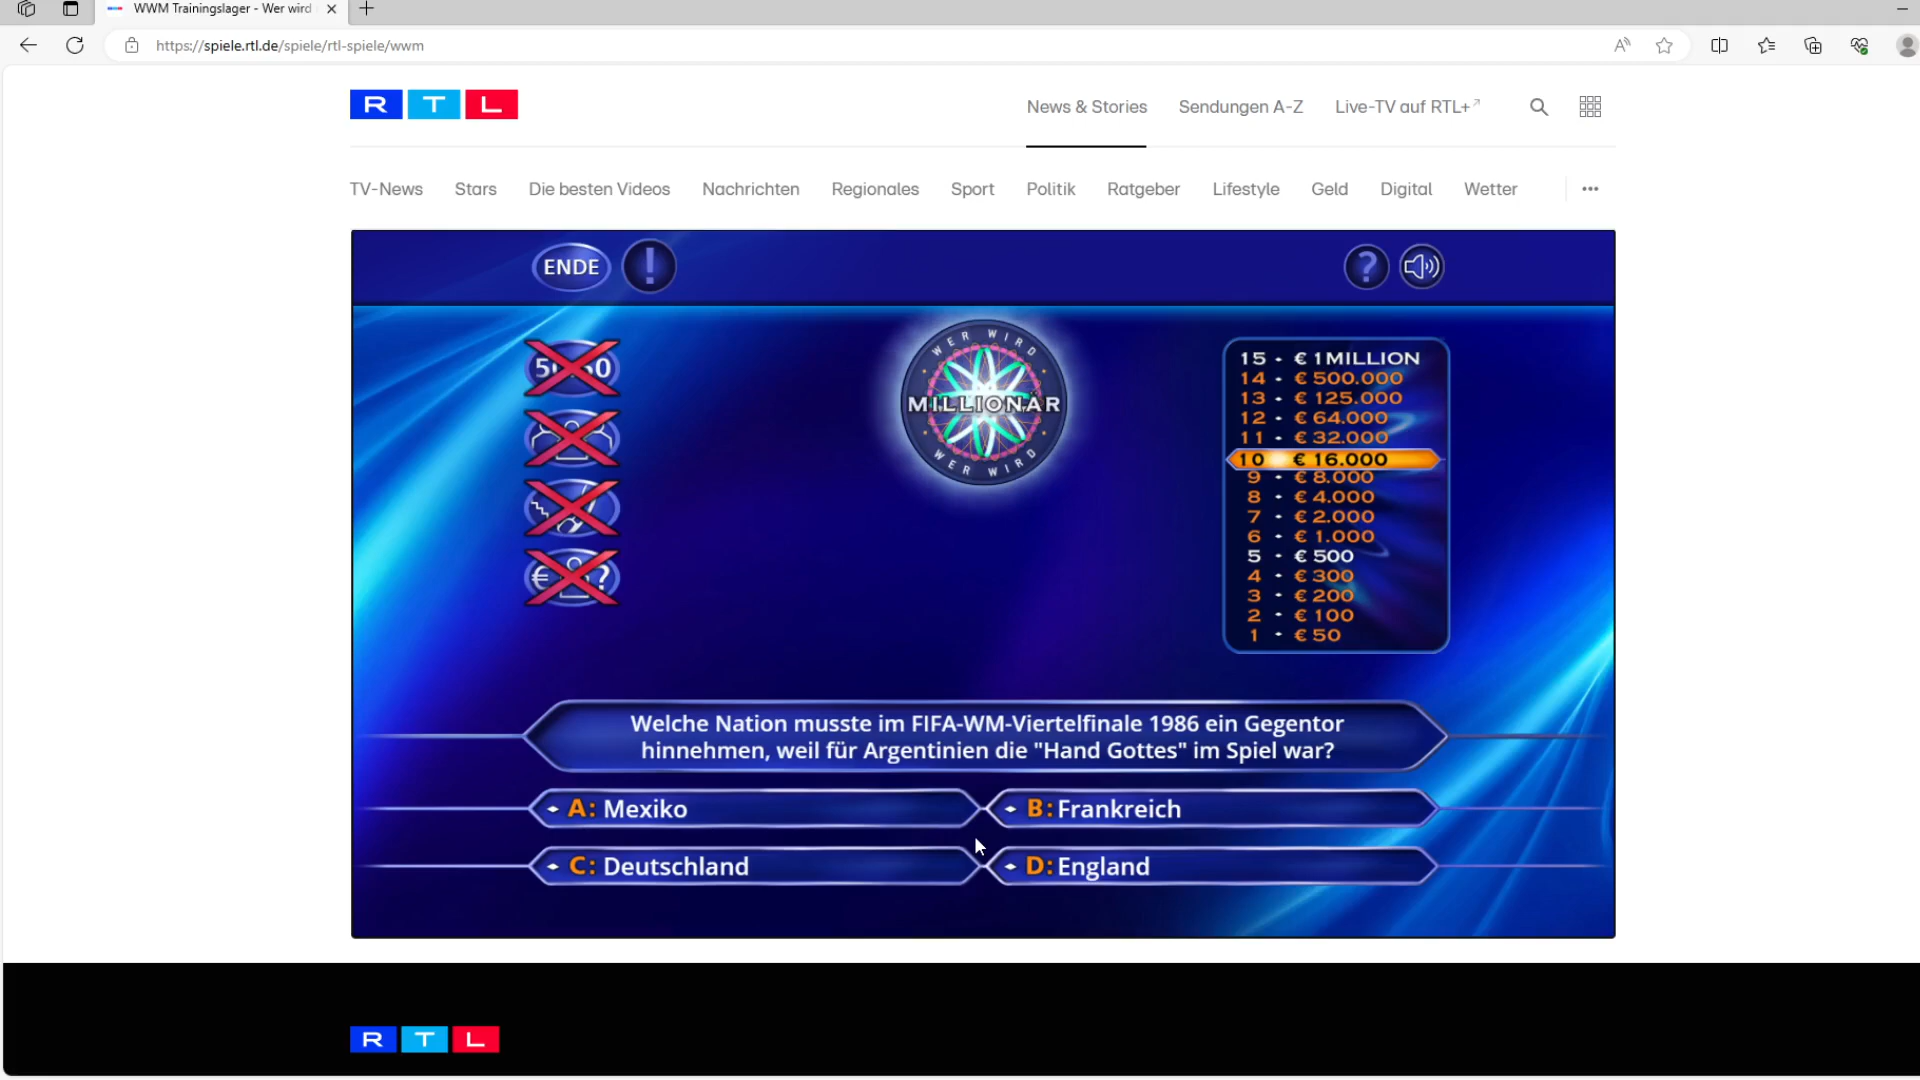 WWM Trainingslager - Wer wird
https://spiele.rtl.de/spiele/rtl-spiele/wwm
R T L
News & Stories
Sendungen A-Z
Live-TV auf RTL+
TV-News
Stars
Die besten Videos
Nachrichten
Regionales
Sport
Politik
Ratgeber
Lifestyle
Geld
Digital
Wetter
ENDE
!
?
WER WIRD
MILLIONÄR
WER WIRD
15 • € 1 MILLION
14 • € 500.000
13 • € 125.000
12 • € 64.000
11 • € 32.000
10 € 16.000
9 • € 8.000
8 • € 4.000
7 • € 2.000
6 • € 1.000
5 • € 500
4 • € 300
3 • € 200
2 • € 100
1 • € 50
Welche Nation musste im FIFA-WM-Viertelfinale 1986 ein Gegentor
hinnehmen, weil für Argentinien die "Hand Gottes" im Spiel war?
A: Mexiko
B: Frankreich
C: Deutschland
D: England
R T L